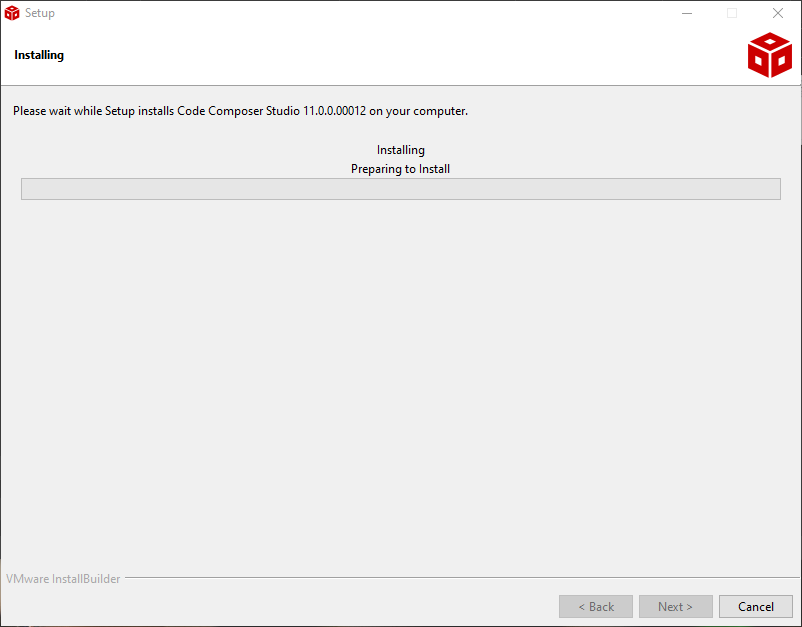 Setup
Installing
Please wait while Setup installs Code Composer Studio 11.0.0.00012 on your computer.
Installing
Preparing to Install
VMware InstallBuilder
< Back
Next >
Cancel